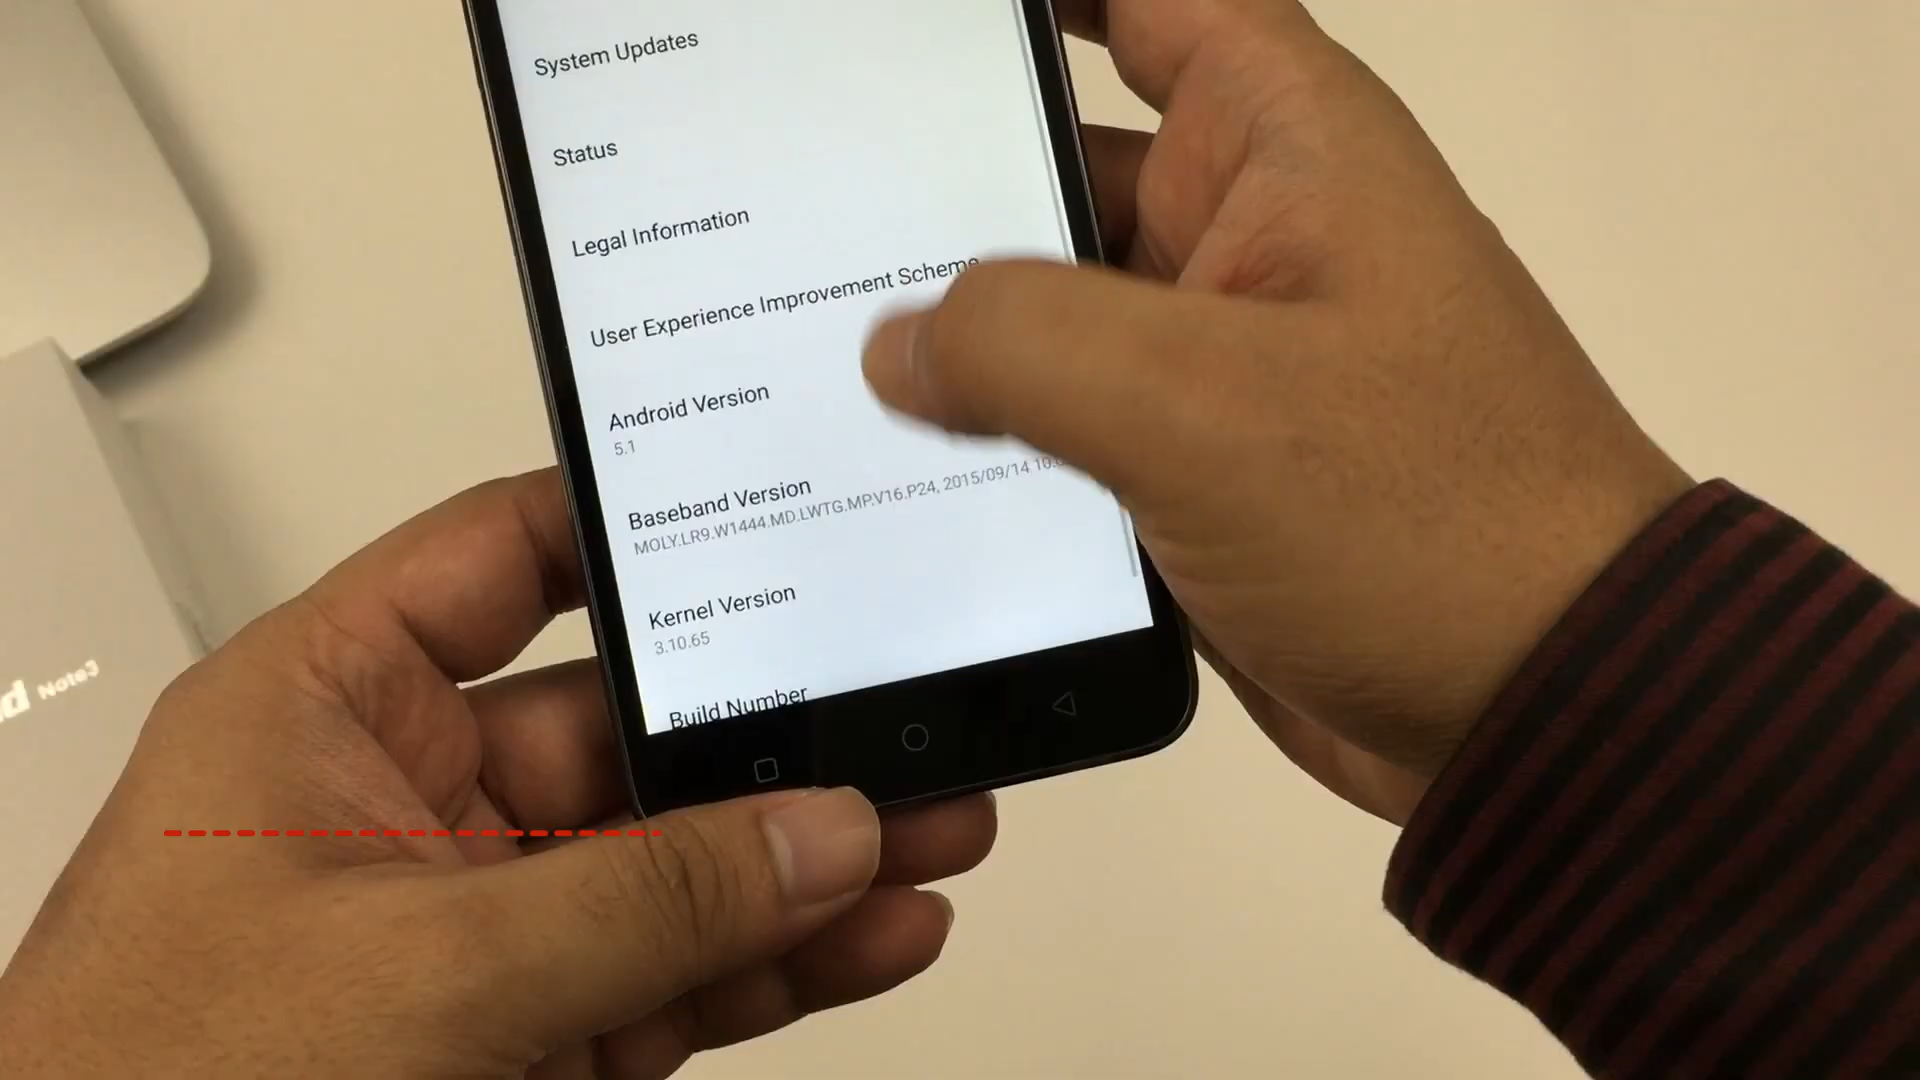 System Updates
Status
Legal Information
User Experience Improvement Scheme
Android Version
5.1
Baseband Version
MOLY.LR9.W1444.MD.LWTG.MP.V16.P24, 2015/09/14 10:
Kernel Version
3.10.65
Build Number
Note3